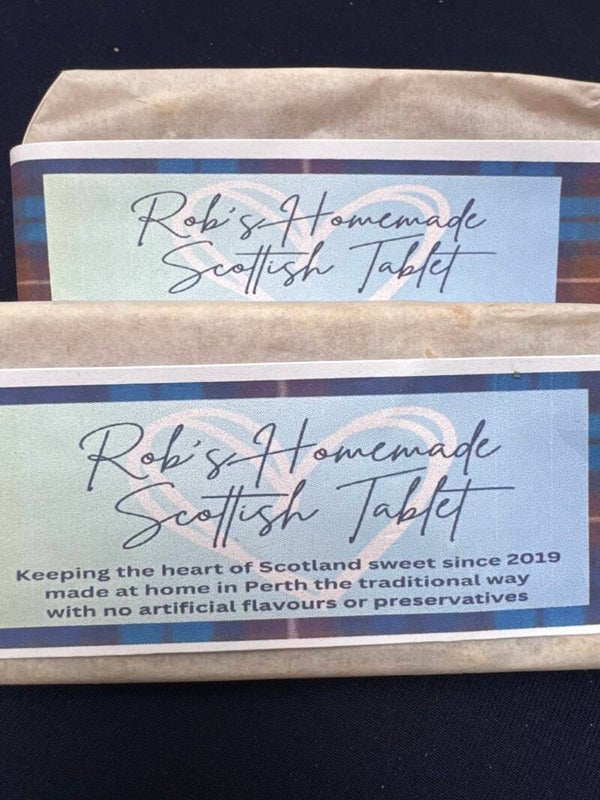 Rob's Homemade
Scottish Tablet
Rob's Homemade
Scottish Tablet
Keeping the heart of Scotland sweet since 2019
made at home in Perth the traditional way
with no artificial flavours or preservatives